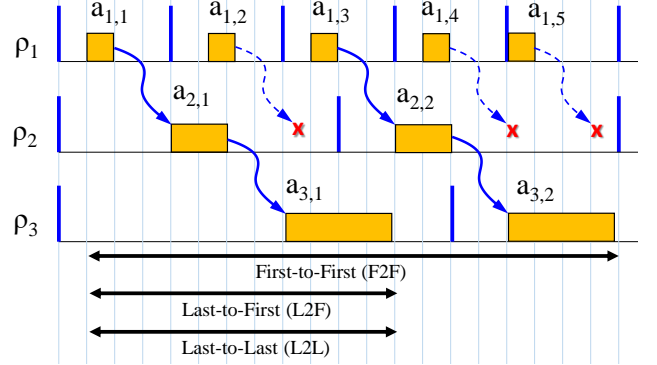 a1,1 a1,2 a1,3 a1,4 a1,5
ρ1
a2,1 a2,2
x x x
ρ2
a3,1 a3,2
ρ3
First-to-First (F2F)
Last-to-First (L2F)
Last-to-Last (L2L)